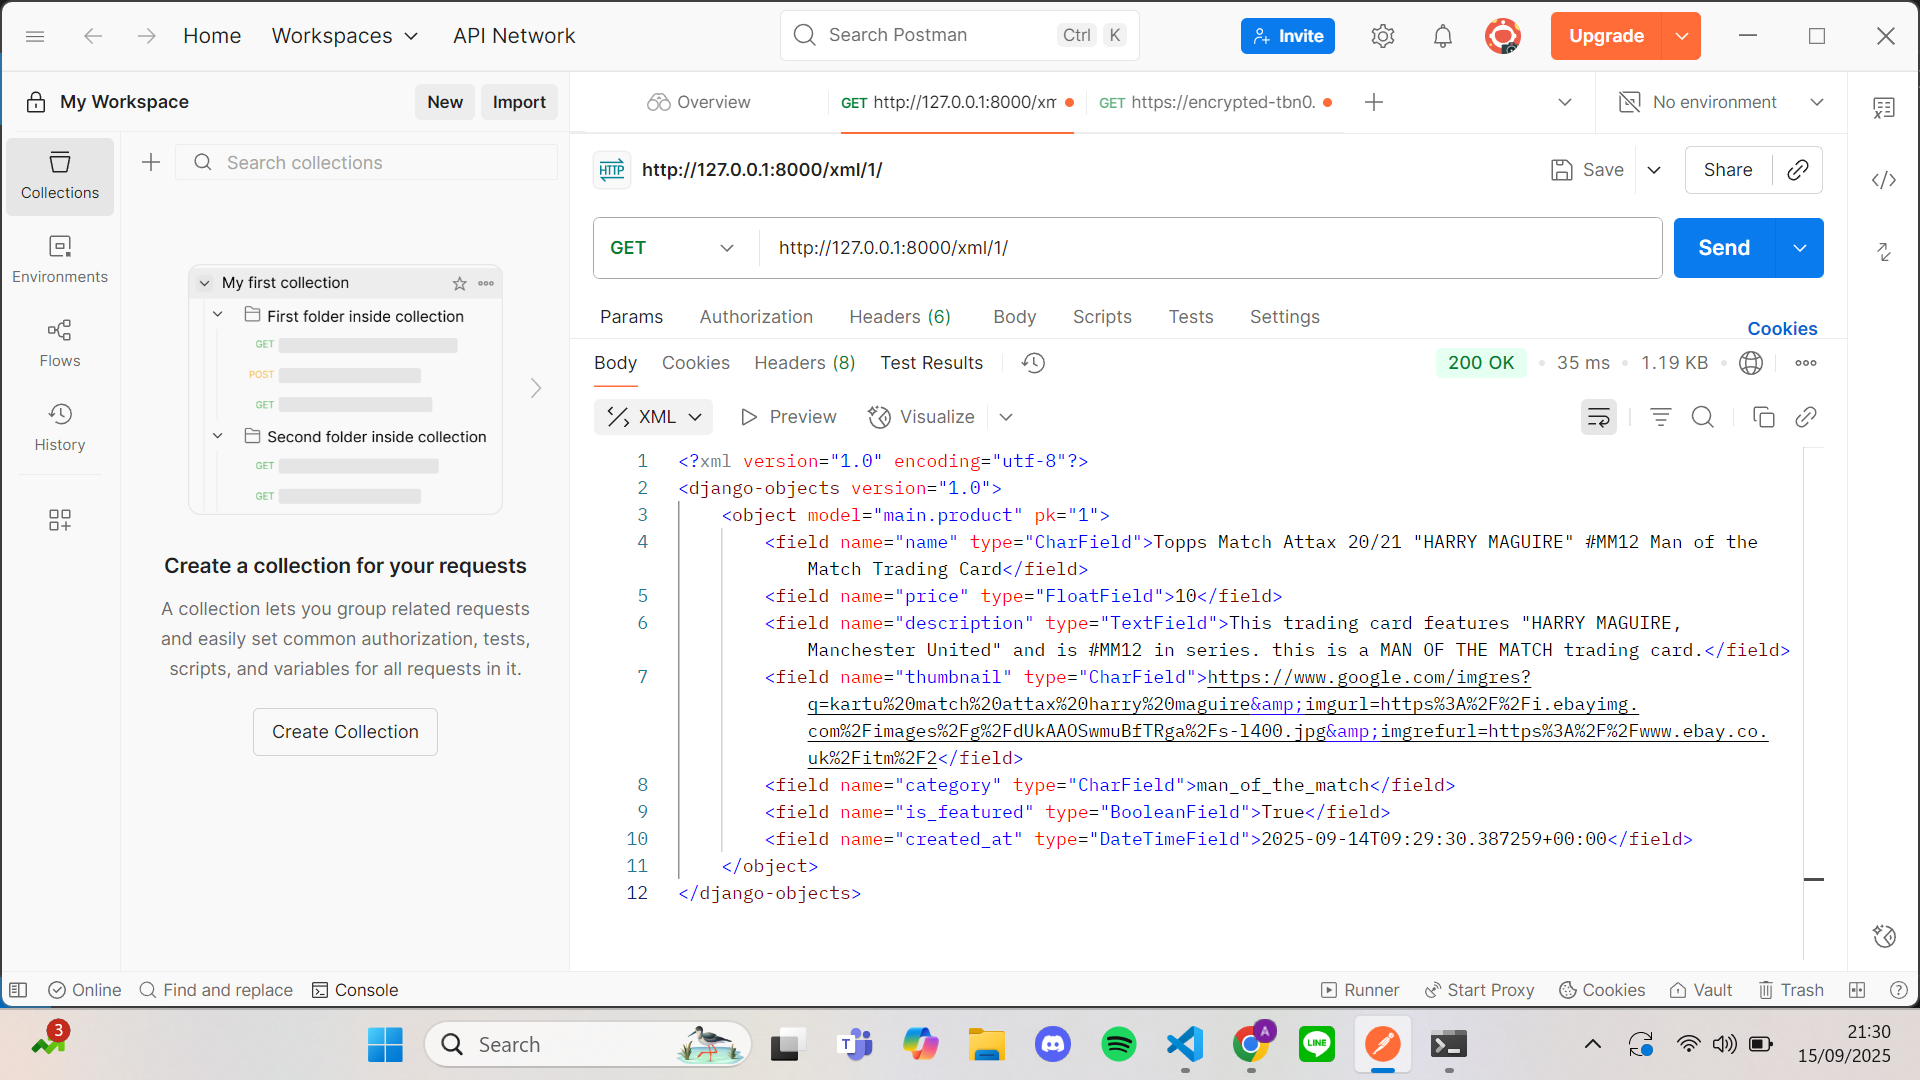 Home
Workspaces
API Network
Search Postman
Ctrl K
Invite
Upgrade
My Workspace
New
Import
Overview
GET http://127.0.0.1:8000/xm
GET https://encrypted-tbn0.
No environment
Collections
Environments
Flows
History
Search collections
My first collection
First folder inside collection
GET
POST
GET
Second folder inside collection
GET
GET
Create a collection for your requests
A collection lets you group related requests
and easily set common authorization, tests,
scripts, and variables for all requests in it.
Create Collection
HTTP
http://127.0.0.1:8000/xml/1/
Save
Share
GET
http://127.0.0.1:8000/xml/1/
Send
Params Authorization Headers (6) Body Scripts Tests Settings
Cookies
Body Cookies Headers (8) Test Results
200 OK • 35 ms • 1.19 KB
XML
Preview
Visualize
1 <?xml version="1.0" encoding="utf-8"?>
2 <django-objects version="1.0">
3 <object model="main.product" pk="1">
4 <field name="name" type="CharField">Topps Match Attax 20/21 "HARRY MAGUIRE" #MM12 Man of the
Match Trading Card</field>
5 <field name="price" type="FloatField">10</field>
6 <field name="description" type="TextField">This trading card features "HARRY MAGUIRE,
Manchester United" and is #MM12 in series. this is a MAN OF THE MATCH trading card.</field>
7 <field name="thumbnail" type="CharField">https://www.google.com/imgres?
q=kartu%20match%20attax%20harry%20maguire&amp;imgurl=https%3A%2F%2Fi.ebayimg.
com%2Fimages%2Fg%2FdUkAAOSwmuBfTRga%2Fs-l400.jpg&amp;imgrefurl=https%3A%2F%2Fwww.ebay.co.
uk%2Fitm%2F2</field>
8 <field name="category" type="CharField">man_of_the_match</field>
9 <field name="is_featured" type="BooleanField">True</field>
10 <field name="created_at" type="DateTimeField">2025-09-14T09:29:30.387259+00:00</field>
11 </object>
12 </django-objects>
Online
Find and replace
Console
Runner
Start Proxy
Cookies
Vault
Trash
3
Search
T
A
LINE
21:30
15/09/2025